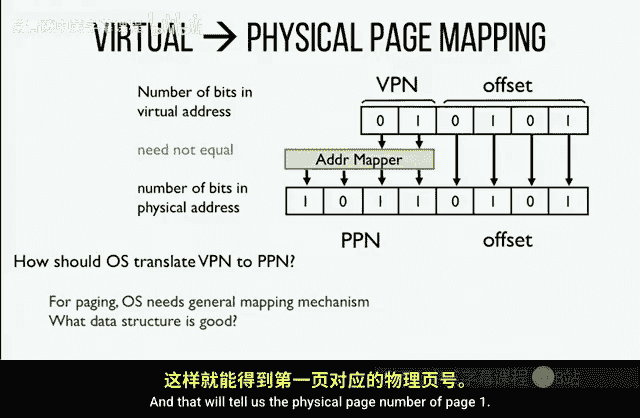 VIRTUAL → PHYSICAL PAGE MAPPING
Number of bits in
virtual address
VPN
offset
0 1 0 1 0 1
need not equal
Addr Mapper
number of bits in
physical address
1 0 1 1 0 1 0 1
PPN
offset
How should OS translate VPN to PPN?
For paging, OS needs general mapping mechanism
What data structure is good?
这样就能得到第一页对应的物理页号。
And that will tell us the physical page number of page 1.